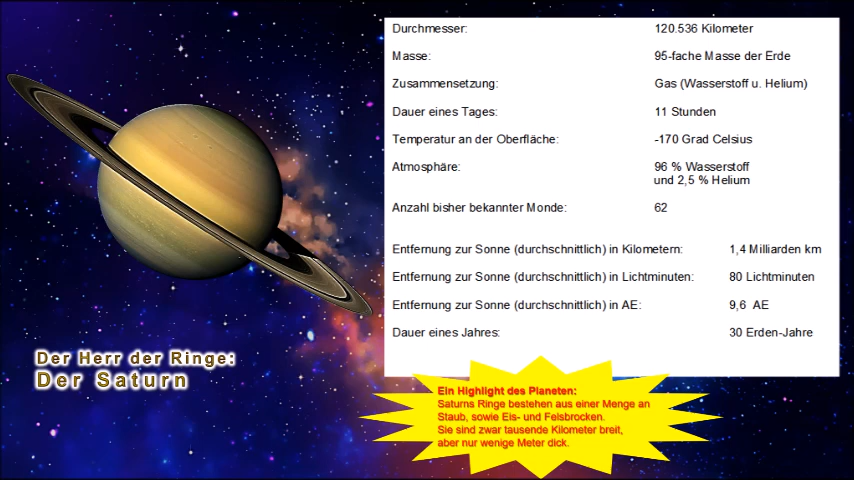 Durchmesser: 120.536 Kilometer
Masse: 95-fache Masse der Erde
Zusammensetzung: Gas (Wasserstoff u. Helium)
Dauer eines Tages: 11 Stunden
Temperatur an der Oberfläche: -170 Grad Celsius
Atmosphäre: 96 % Wasserstoff
und 2,5 % Helium
Anzahl bisher bekannter Monde: 62
Entfernung zur Sonne (durchschnittlich) in Kilometern: 1,4 Milliarden km
Entfernung zur Sonne (durchschnittlich) in Lichtminuten: 80 Lichtminuten
Entfernung zur Sonne (durchschnittlich) in AE: 9,6 AE
Dauer eines Jahres: 30 Erden-Jahre
Der Herr der Ringe:
Der Saturn
Ein Highlight des Planeten:
Saturns Ringe bestehen aus einer Menge an
Staub, sowie Eis- und Felsbrocken.
Sie sind zwar tausende Kilometer breit,
aber nur wenige Meter dick.